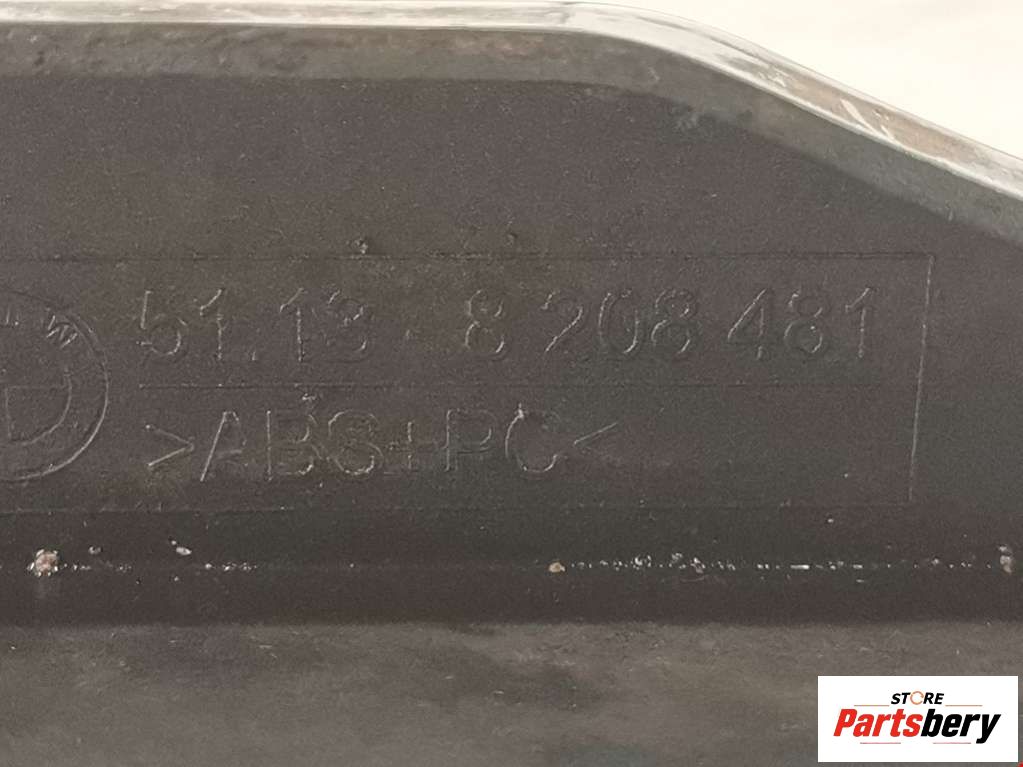 51.13 - 8 208 481
>ABS+PC<
STORE
Partsbery